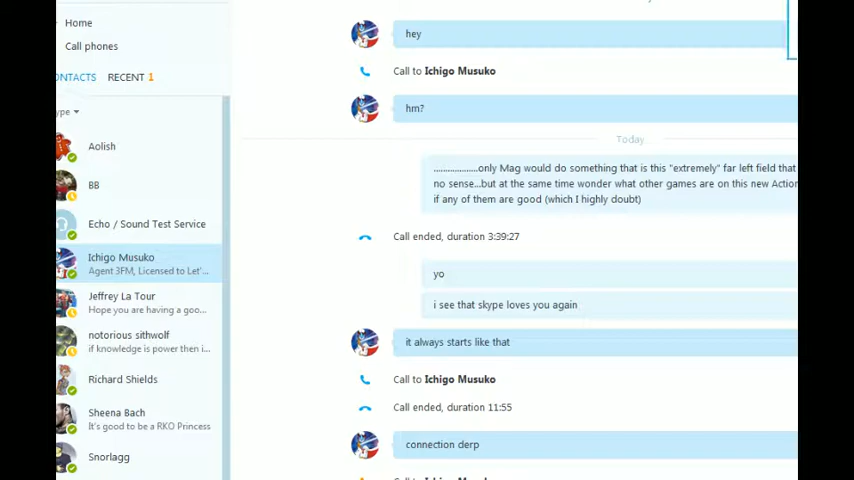 Home
Call phones
ONTACTS RECENT 1
ype
Aolish
BB
Echo / Sound Test Service
Ichigo Musuko
Agent 3FM, Licensed to Let'...
Jeffrey La Tour
Hope you are having a goo...
notorious sithwolf
if knowledge is power then i...
Richard Shields
Sheena Bach
It's good to be a RKO Princess
Snorlagg
hey
Call to Ichigo Musuko
hm?
Today
..................only Mag would do something that is this "extremely" far left field that
no sense...but at the same time wonder what other games are on this new Action
if any of them are good (which I highly doubt)
Call ended, duration 3:39:27
yo
i see that skype loves you again
it always starts like that
Call to Ichigo Musuko
Call ended, duration 11:55
connection derp
Call to Ichigo Musuko